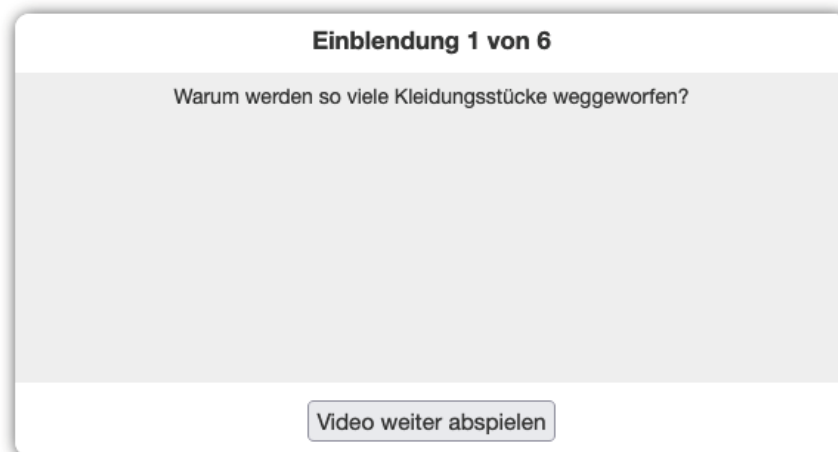 Einblendung 1 von 6
Warum werden so viele Kleidungsstücke weggeworfen?
Video weiter abspielen